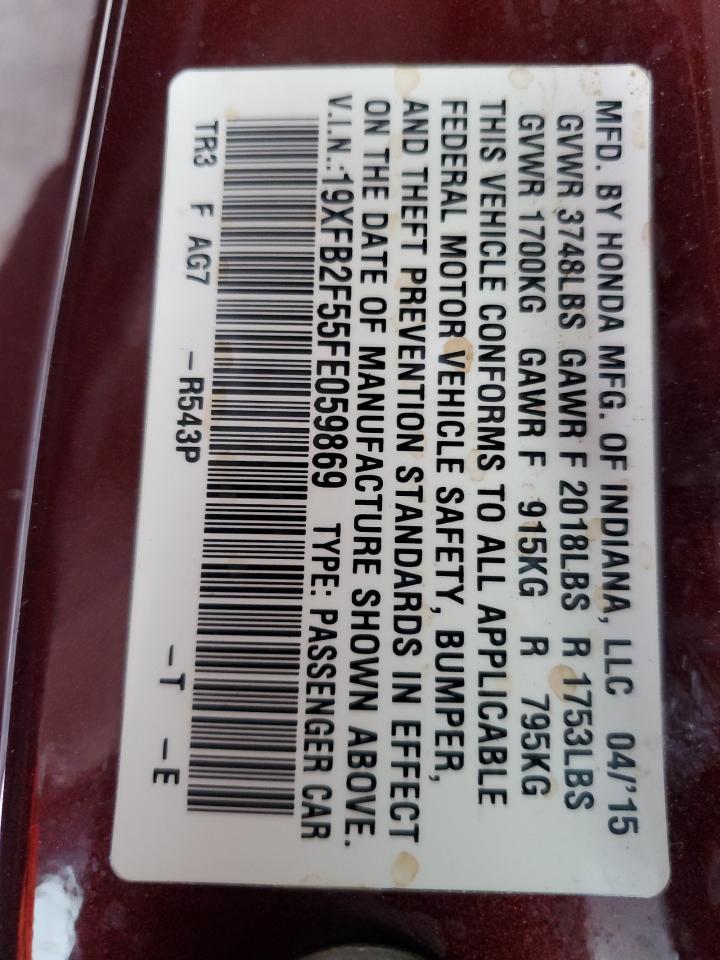 MFD. BY HONDA MFG. OF INDIANA, LLC 04/'15
GVWR 3748LBS GAWR F 2018LBS R 1753LBS
GVWR 1700KG GAWR F 915KG R 795KG
THIS VEHICLE CONFORMS TO ALL APPLICABLE
FEDERAL MOTOR VEHICLE SAFETY, BUMPER,
AND THEFT PREVENTION STANDARDS IN EFFECT
ON THE DATE OF MANUFACTURE SHOWN ABOVE.
V.I.N.:19XFB2F55FE059869 TYPE: PASSENGER CAR
TR3 F AG7 -R543P -T -E